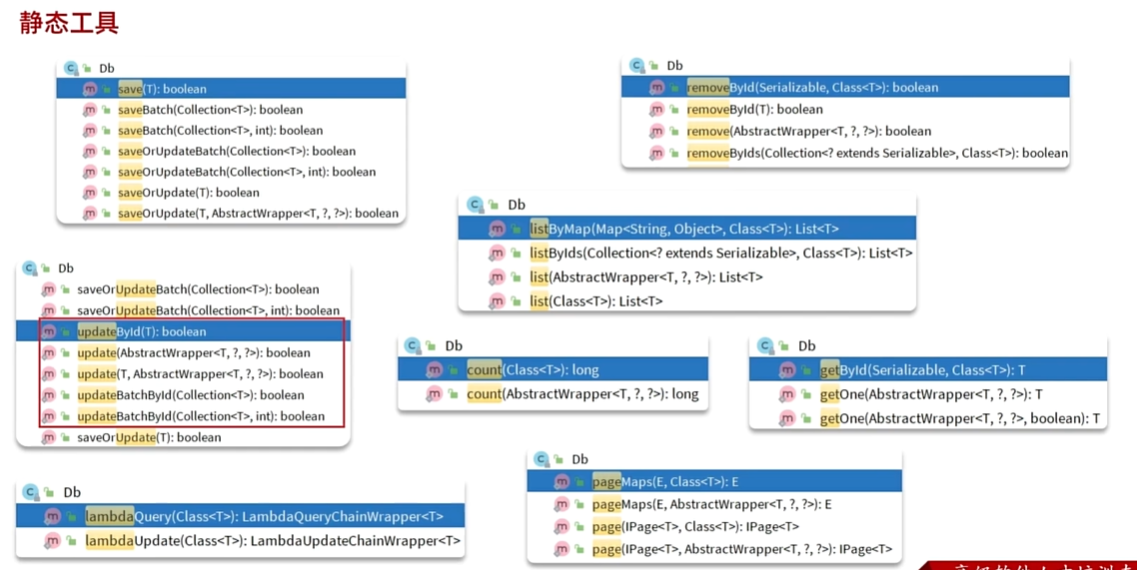 静态工具
Db
save(T): boolean
saveBatch(Collection<T>): boolean
saveBatch(Collection<T>, int): boolean
saveOrUpdateBatch(Collection<T>): boolean
saveOrUpdateBatch(Collection<T>, int): boolean
saveOrUpdate(T): boolean
saveOrUpdate(T, AbstractWrapper<T, ?, ?>): boolean
Db
removeById(Serializable, Class<T>): boolean
removeById(T): boolean
remove(AbstractWrapper<T, ?, ?>): boolean
removeByIds(Collection<? extends Serializable>, Class<T>): boolean
Db
listByMap(Map<String, Object>, Class<T>): List<T>
listByIds(Collection<? extends Serializable>, Class<T>): List<T>
list(AbstractWrapper<T, ?, ?>): List<T>
list(Class<T>): List<T>
Db
saveOrUpdateBatch(Collection<T>): boolean
saveOrUpdateBatch(Collection<T>, int): boolean
updateById(T): boolean
update(AbstractWrapper<T, ?, ?>): boolean
update(T, AbstractWrapper<T, ?, ?>): boolean
updateBatchById(Collection<T>): boolean
updateBatchById(Collection<T>, int): boolean
saveOrUpdate(T): boolean
Db
count(Class<T>): long
count(AbstractWrapper<T, ?, ?>): long
Db
getById(Serializable, Class<T>): T
getOne(AbstractWrapper<T, ?, ?>): T
getOne(AbstractWrapper<T, ?, ?>, boolean): T
Db
lambdaQuery(Class<T>): LambdaQueryChainWrapper<T>
lambdaUpdate(Class<T>): LambdaUpdateChainWrapper<T>
Db
pageMaps(E, Class<T>): E
pageMaps(E, AbstractWrapper<T, ?, ?>): E
page(IPage<T>, Class<T>): IPage<T>
page(IPage<T>, AbstractWrapper<T, ?, ?>): IPage<T>